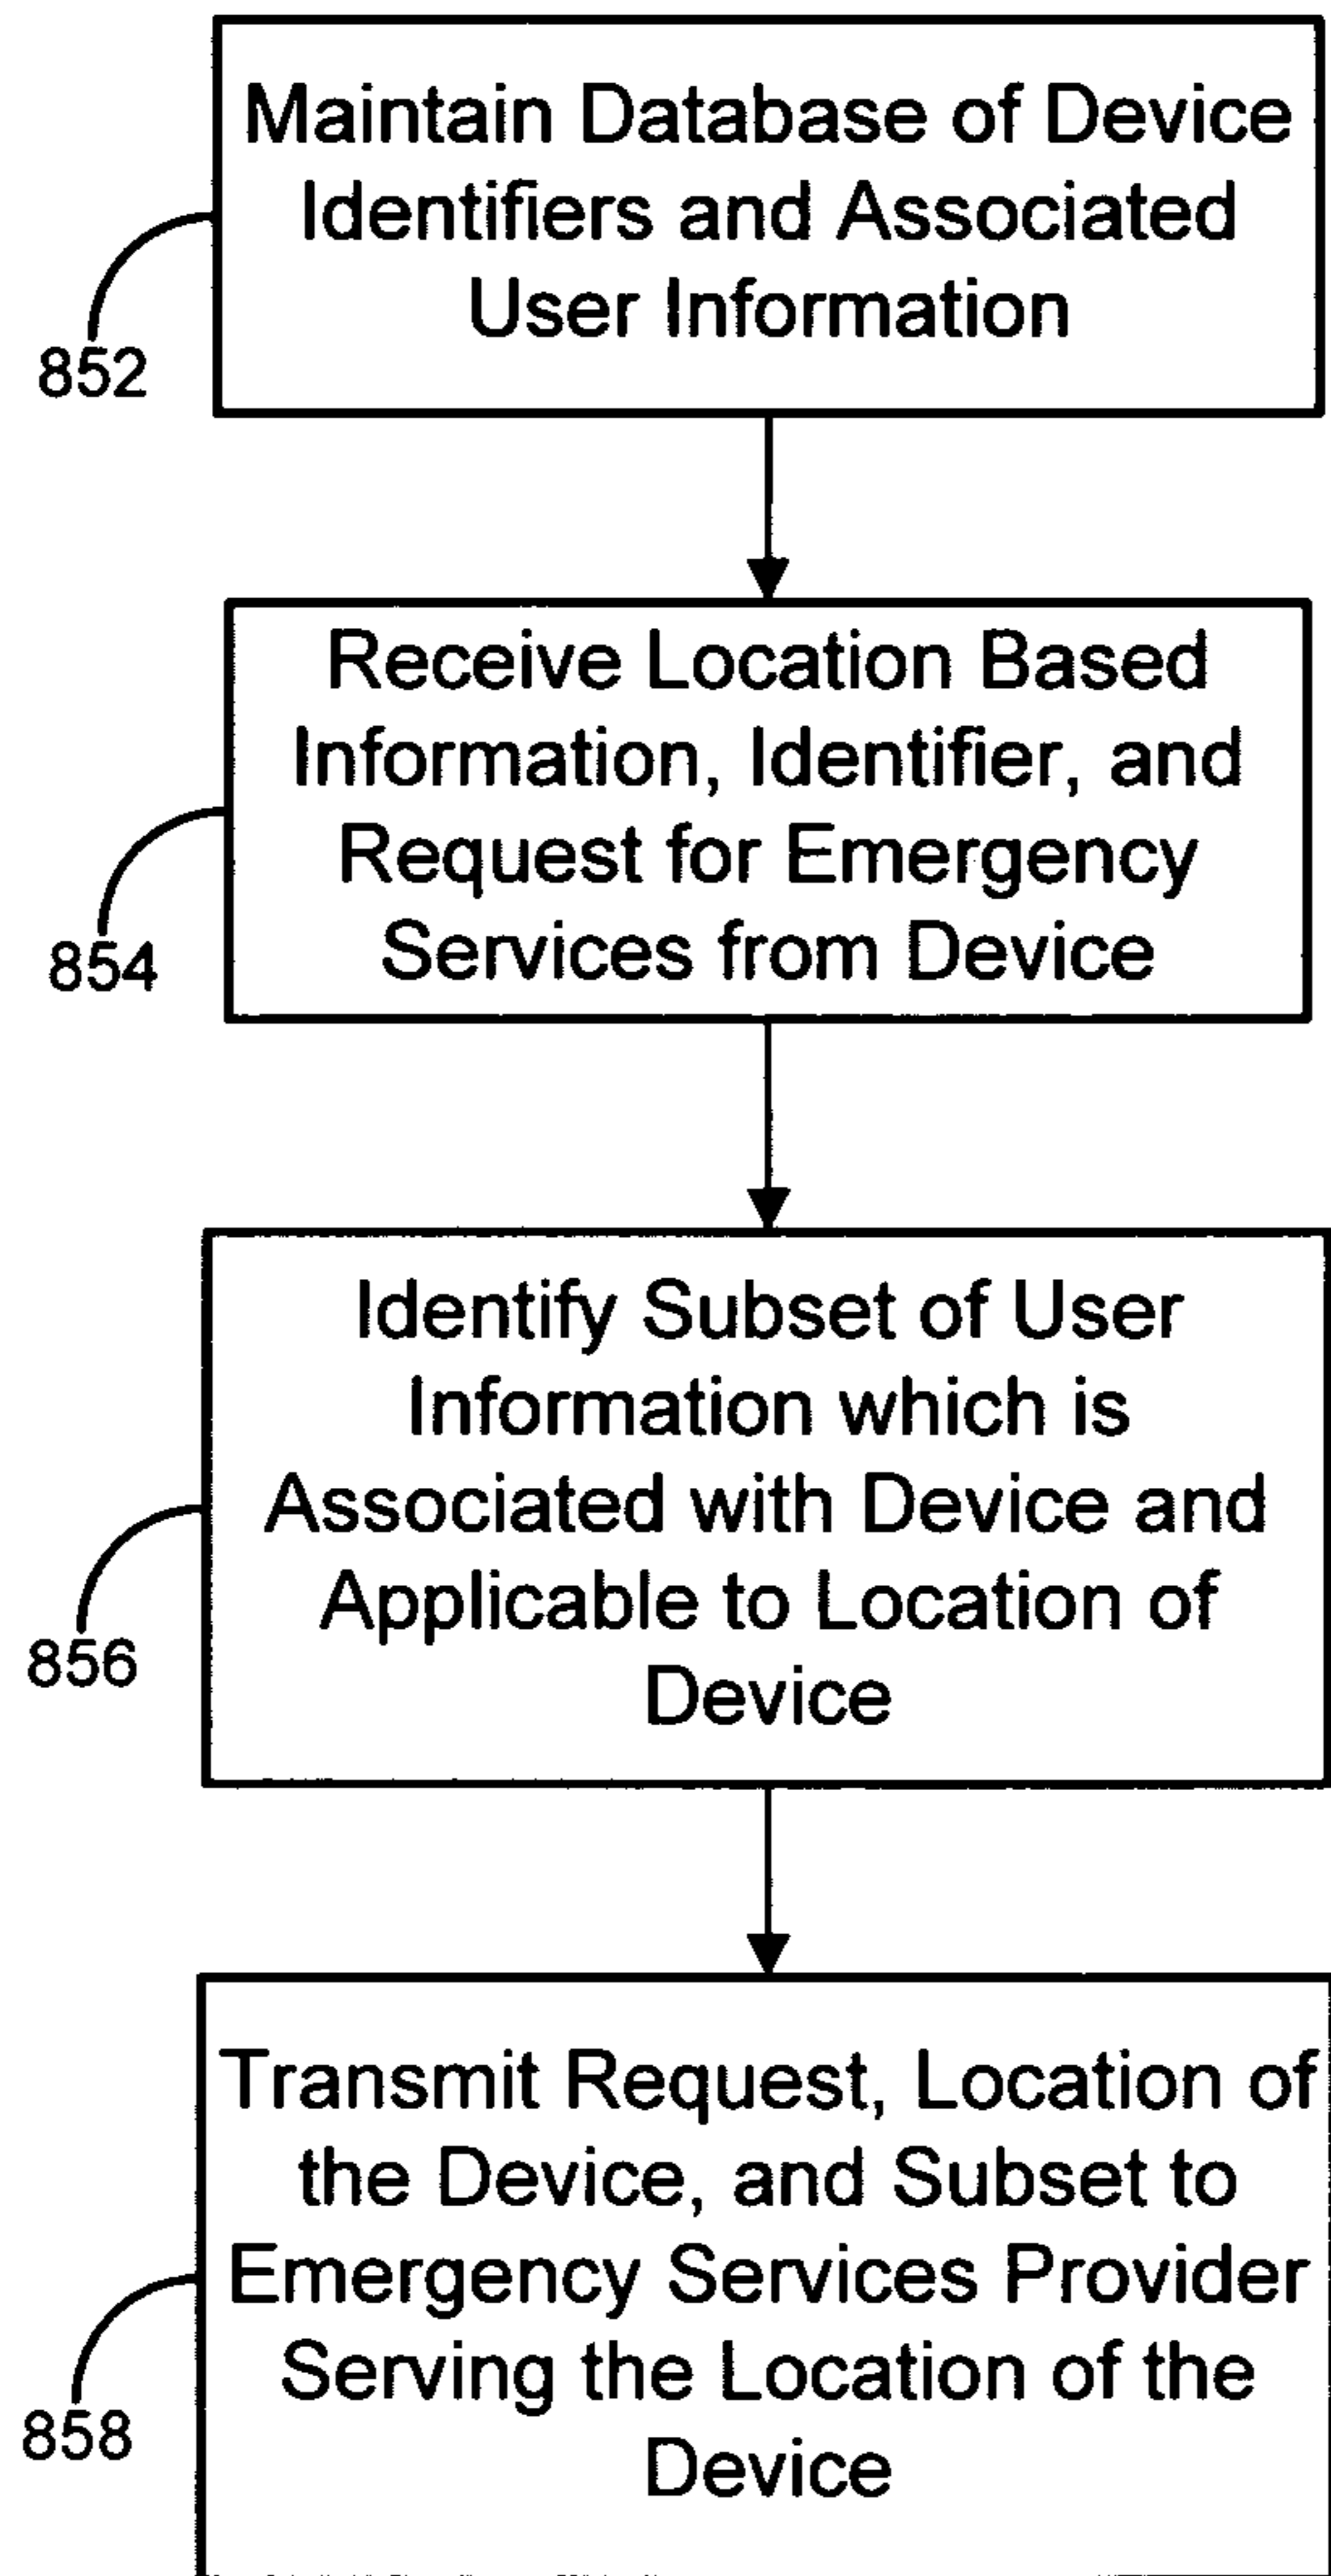 Maintain Database of Device
Identifiers and Associated
User Information
852
Receive Location Based
Information, Identifier, and
Request for Emergency
Services from Device
854
Identify Subset of User
Information which is
Associated with Device and
Applicable to Location of
Device
856
Transmit Request, Location of
the Device, and Subset to
Emergency Services Provider
Serving the Location of the
Device
858